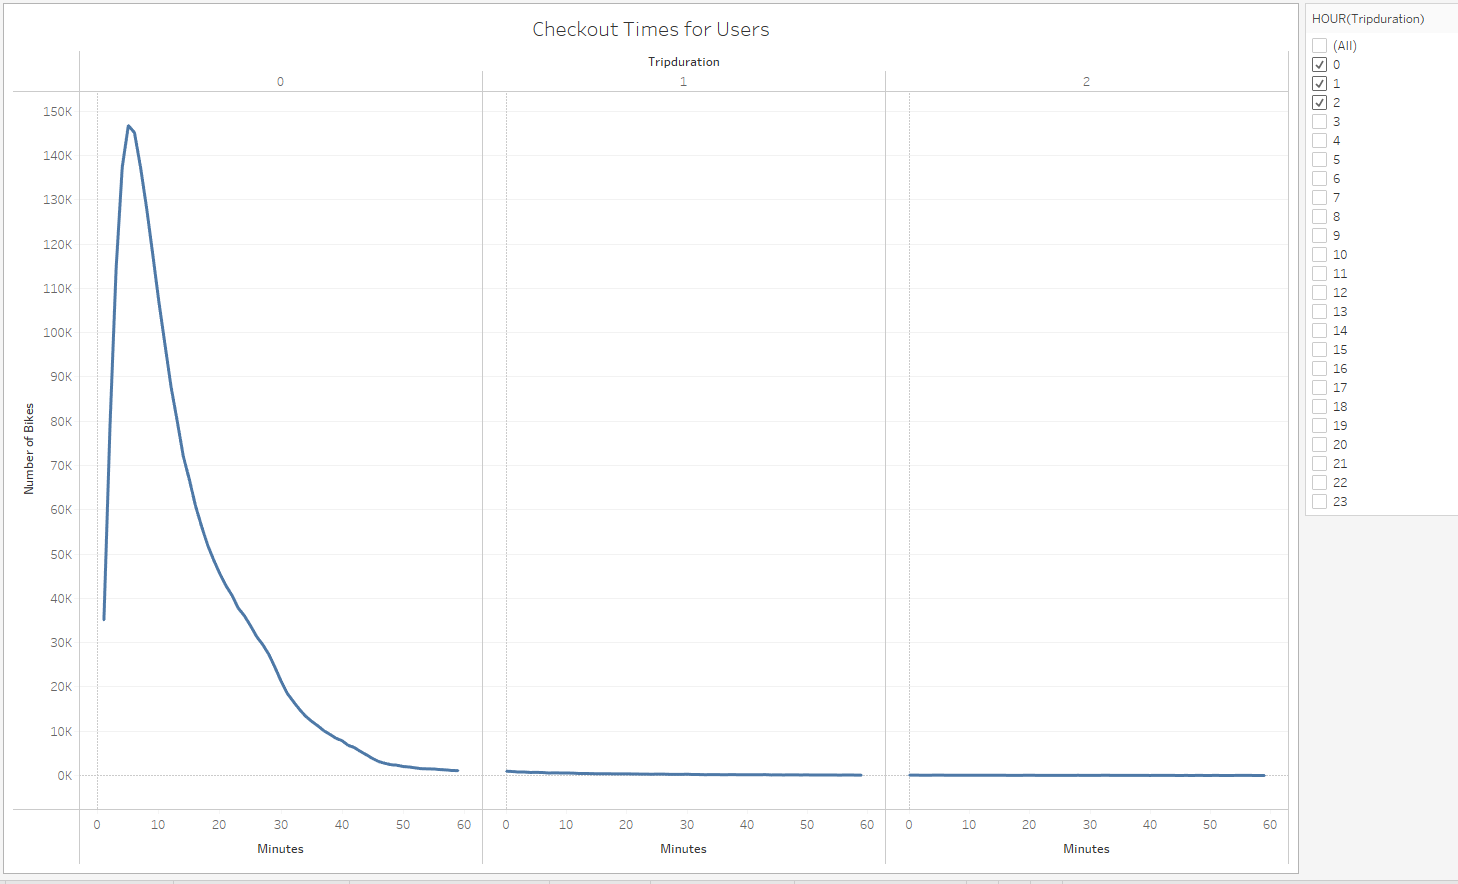 Checkout Times for Users
Tripduration
0 1 2
150K
140K
130K
120K
110K
100K
90K
80K
70K
60K
50K
40K
30K
20K
10K
0K
Number of Bikes
0 10 20 30 40 50 60 0 10 20 30 40 50 60 0 10 20 30 40 50 60
Minutes Minutes Minutes
HOUR(Tripduration)
(All)
0
1
2
3
4
5
6
7
8
9
10
11
12
13
14
15
16
17
18
19
20
21
22
23